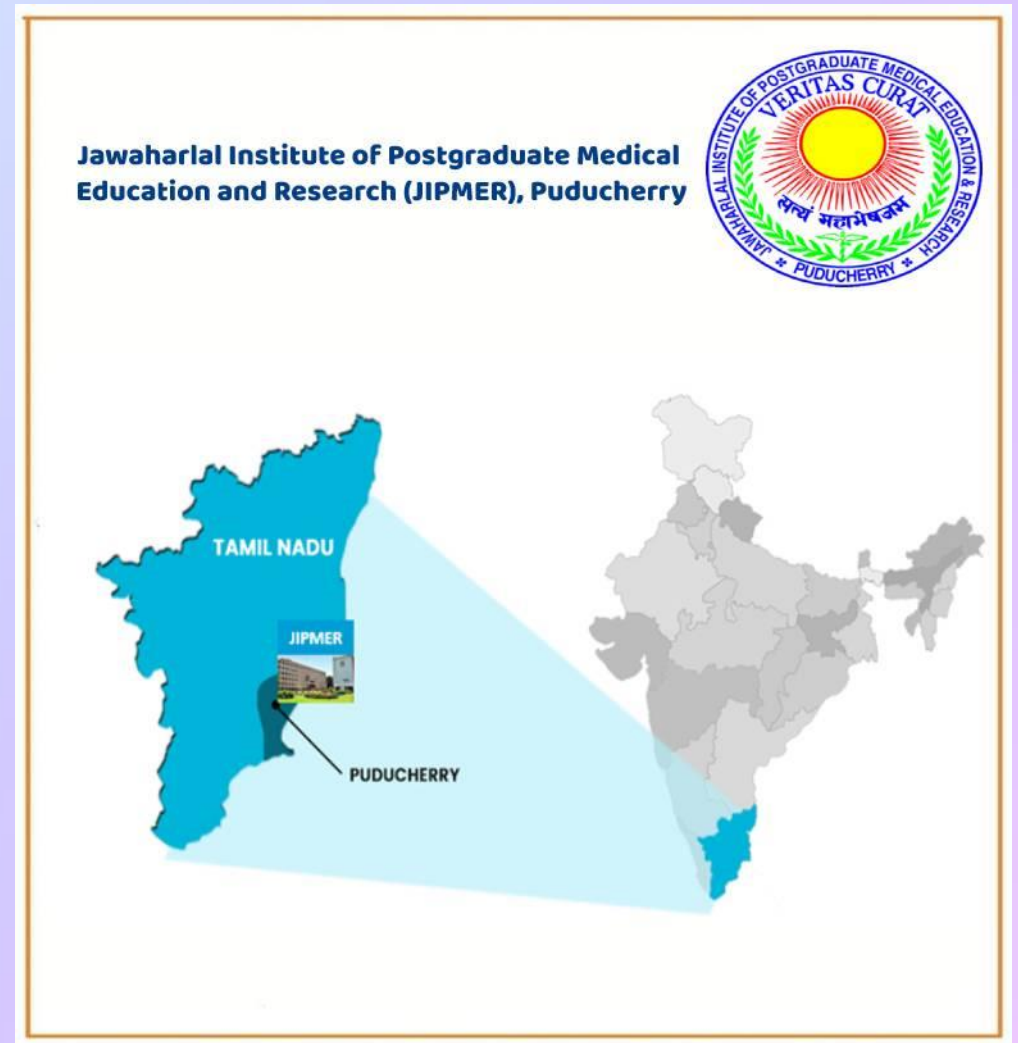 Jawaharlal Institute of Postgraduate Medical
Education and Research (JIPMER), Puducherry
JAWAHARLAL INSTITUTE OF POSTGRADUATE MEDICAL EDUCATION & RESEARCH
VERITAS CURAT
सत्यं महाभेषजम
* PUDUCHERRY *
TAMIL NADU
JIPMER
PUDUCHERRY